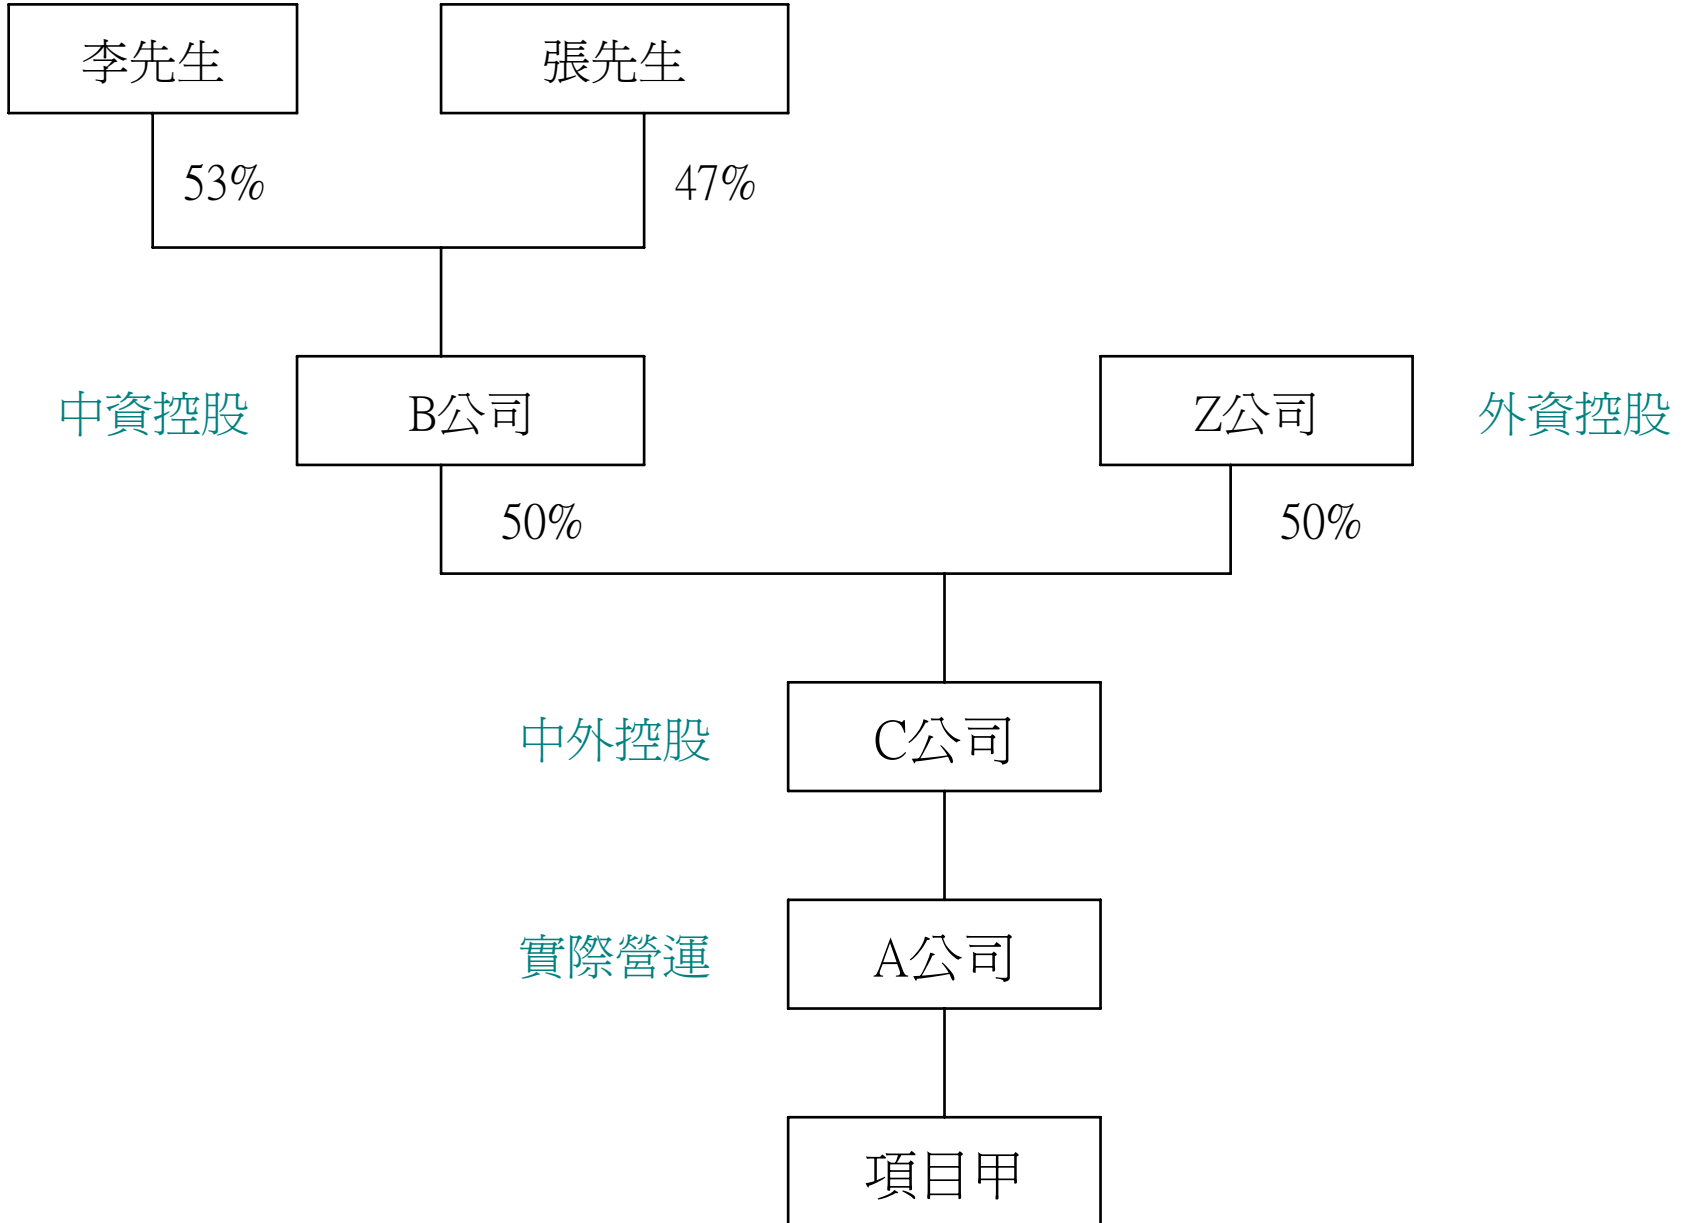 李先生
張先生
53%
47%
中資控股
B公司
Z公司
外資控股
50%
50%
中外控股
C公司
實際營運
A公司
項目甲